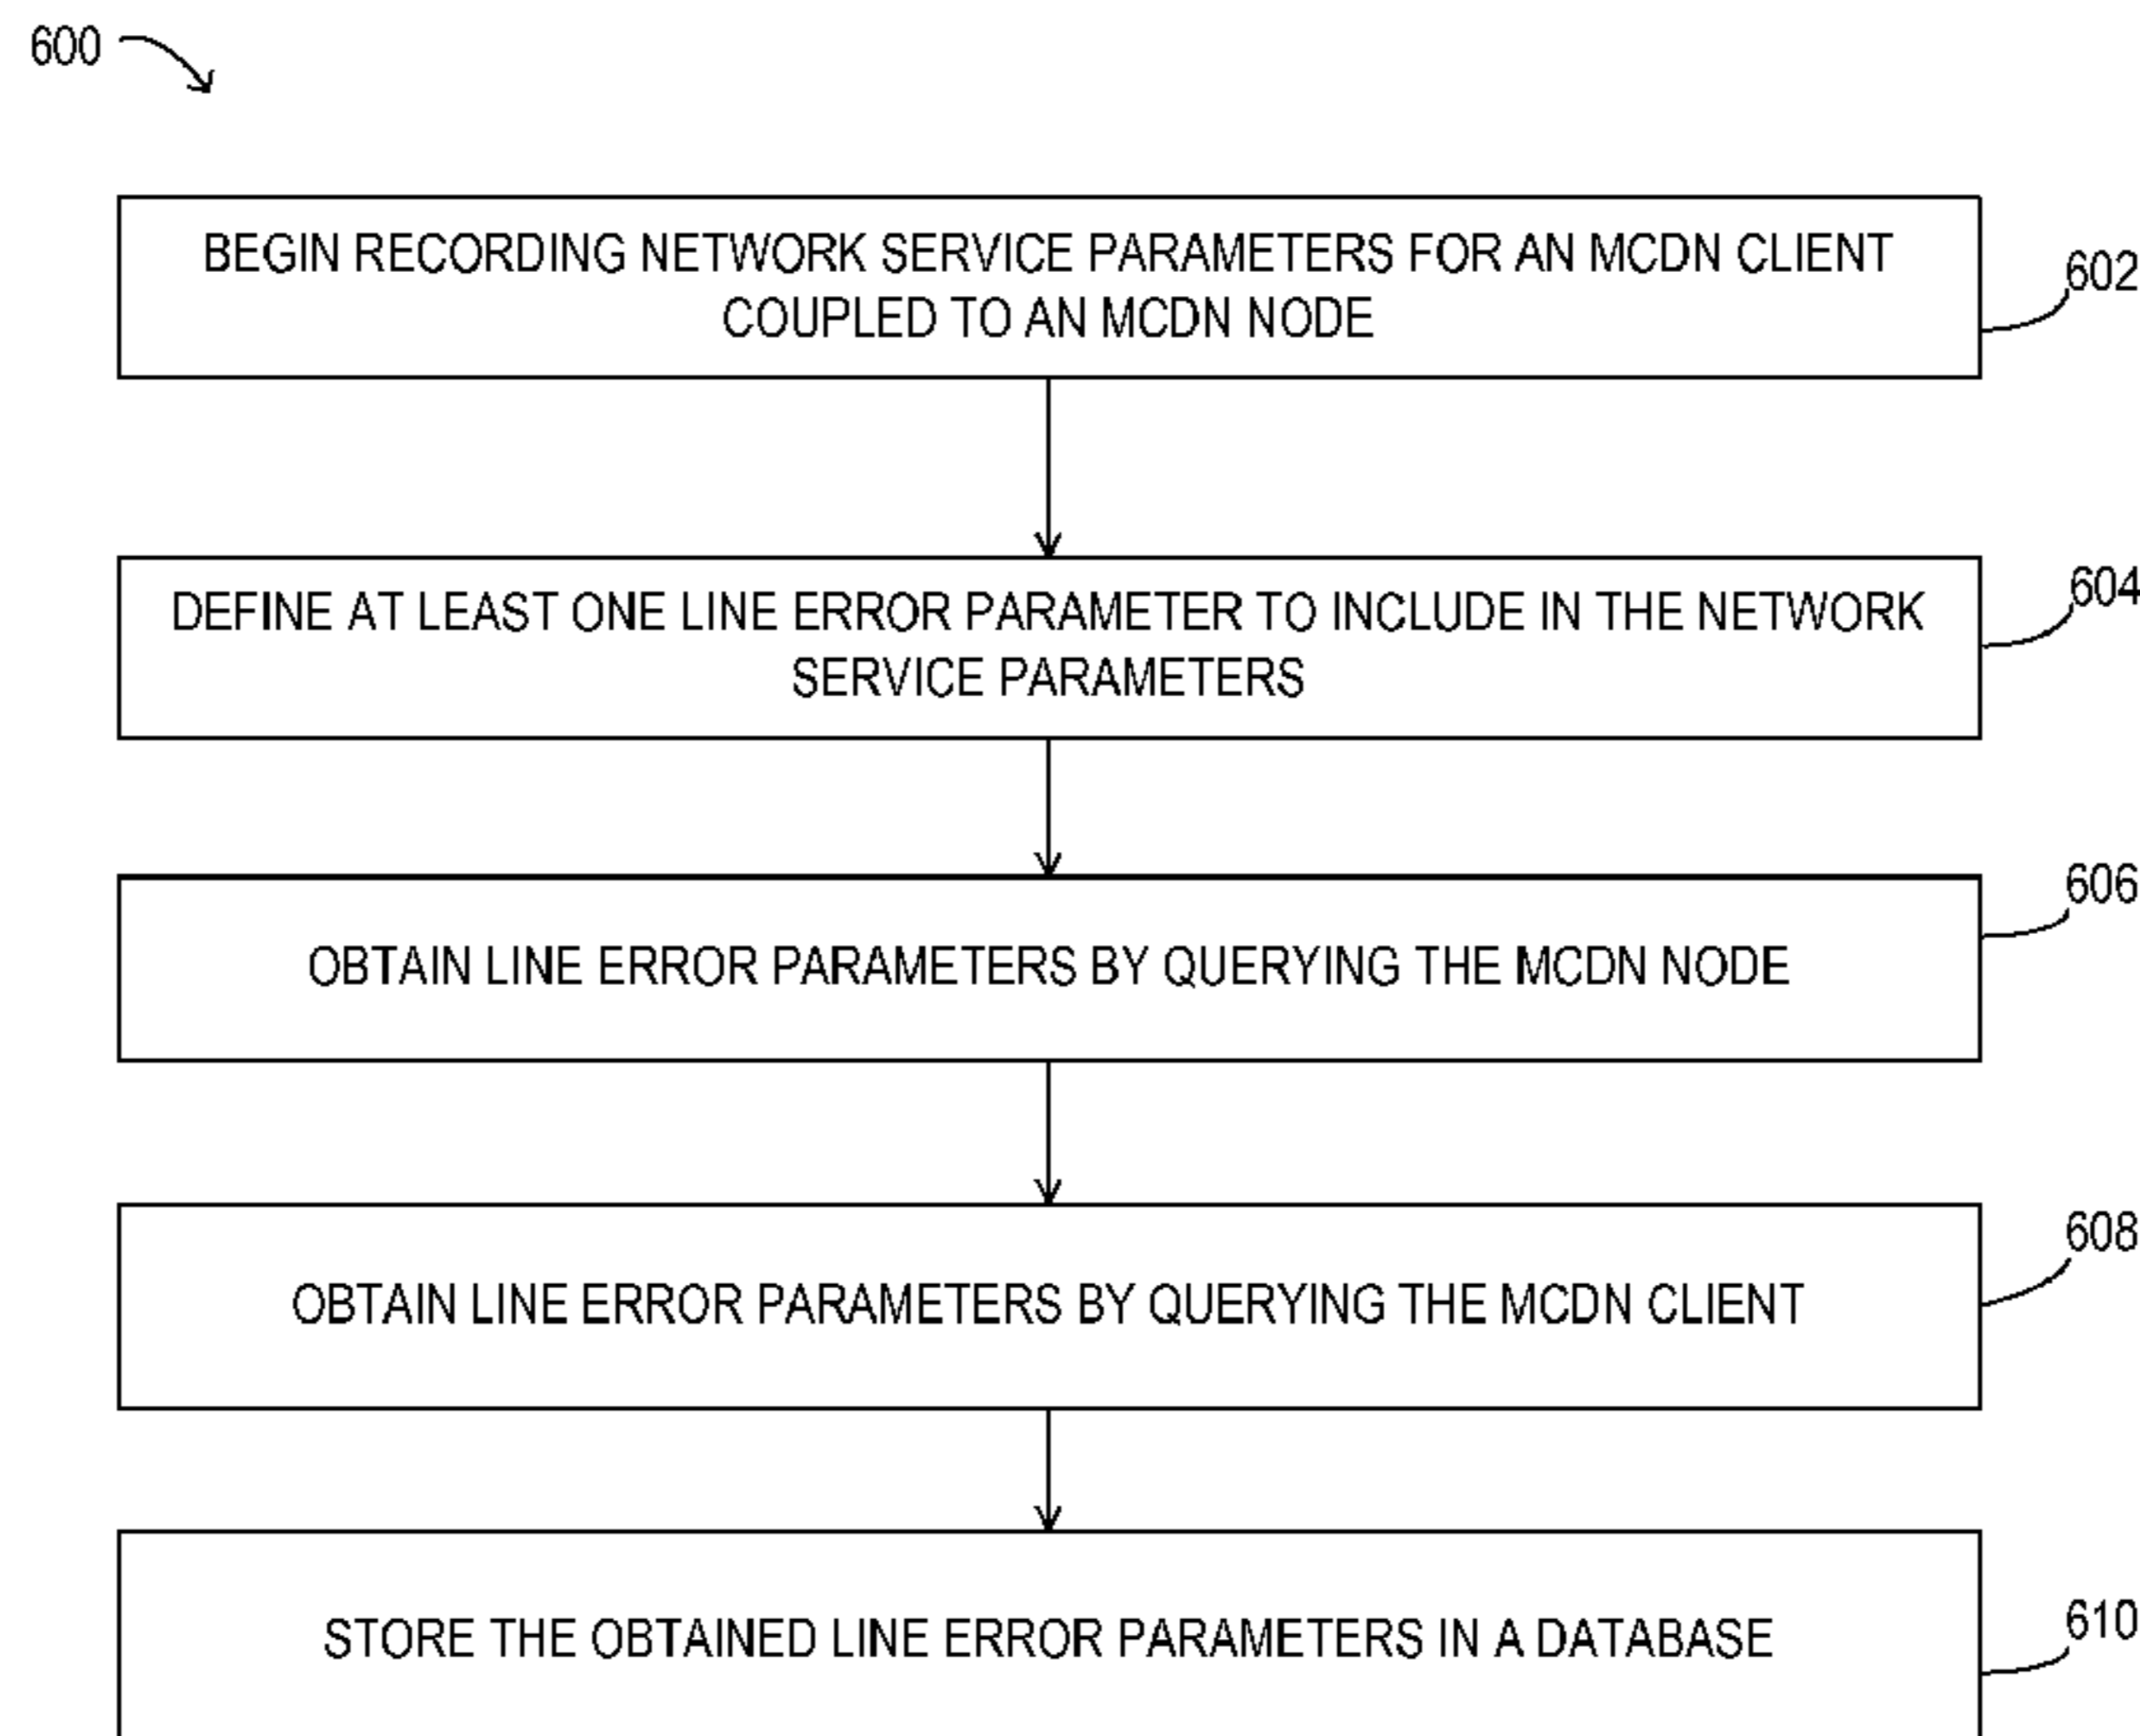 600
BEGIN RECORDING NETWORK SERVICE PARAMETERS FOR AN MCDN CLIENT
COUPLED TO AN MCDN NODE
602
DEFINE AT LEAST ONE LINE ERROR PARAMETER TO INCLUDE IN THE NETWORK
SERVICE PARAMETERS
604
OBTAIN LINE ERROR PARAMETERS BY QUERYING THE MCDN NODE
606
OBTAIN LINE ERROR PARAMETERS BY QUERYING THE MCDN CLIENT
608
STORE THE OBTAINED LINE ERROR PARAMETERS IN A DATABASE
610